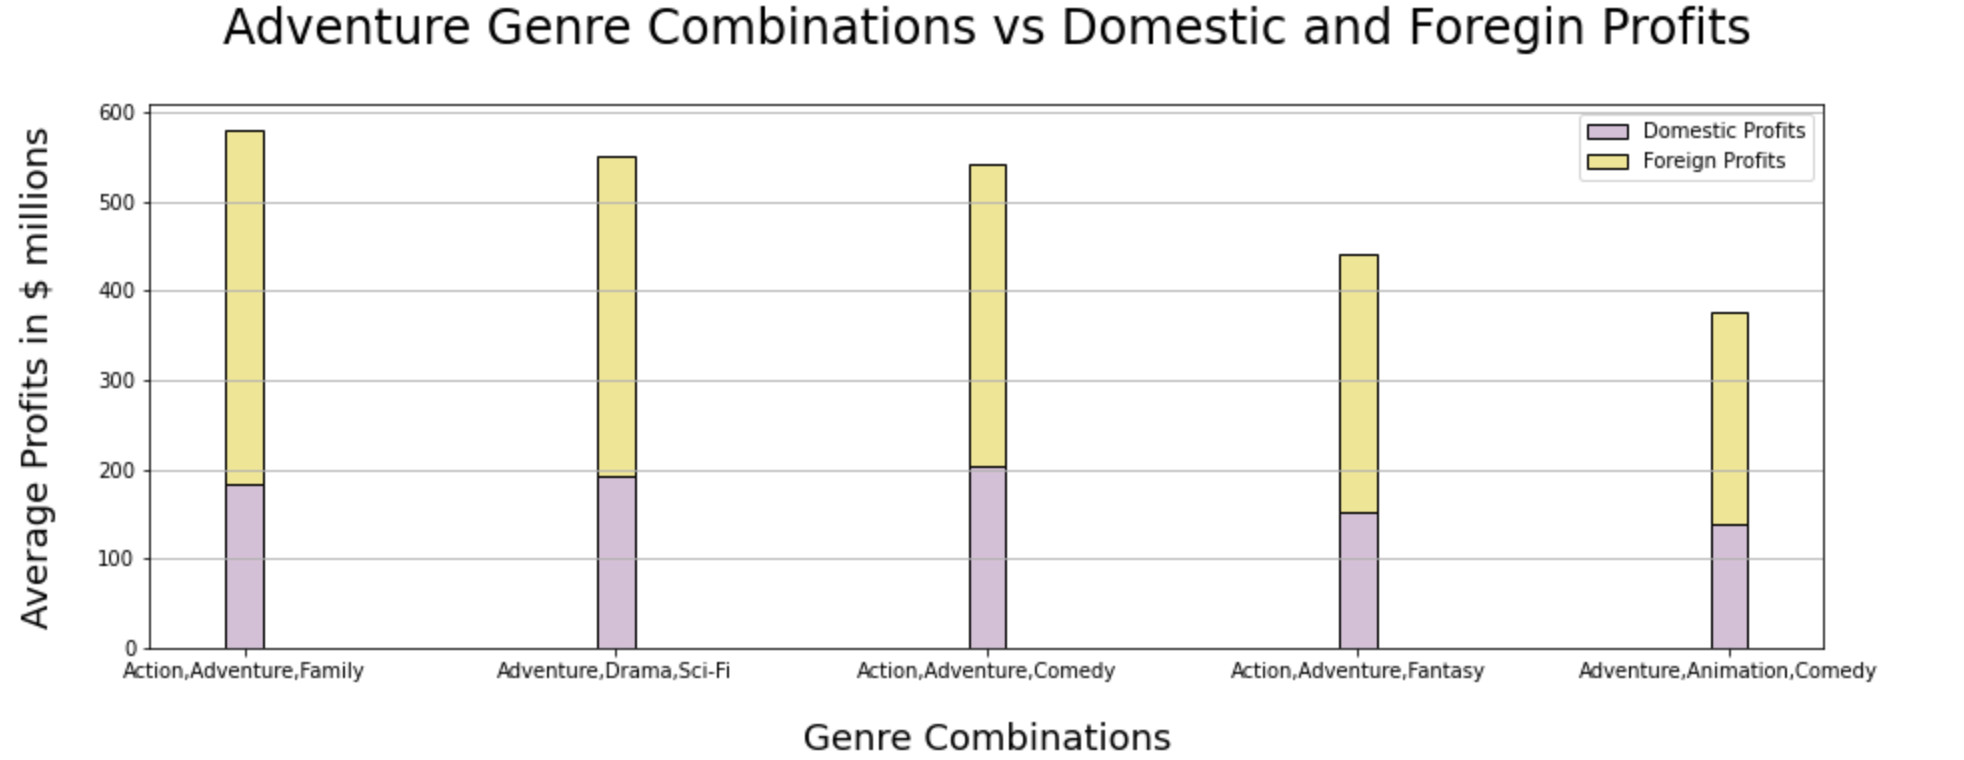 Adventure Genre Combinations vs Domestic and Foregin Profits
Average Profits in $ millions
600
500
400
300
200
100
0
Domestic Profits
Foreign Profits
Action,Adventure,Family
Adventure,Drama,Sci-Fi
Action,Adventure,Comedy
Action,Adventure,Fantasy
Adventure,Animation,Comedy
Genre Combinations